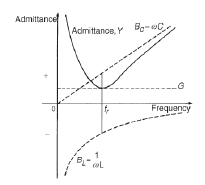 Admittance
Admittance, Y
B_C = ωC
+
G
0
f_r
Frequency
−
B_L = 1/ωL